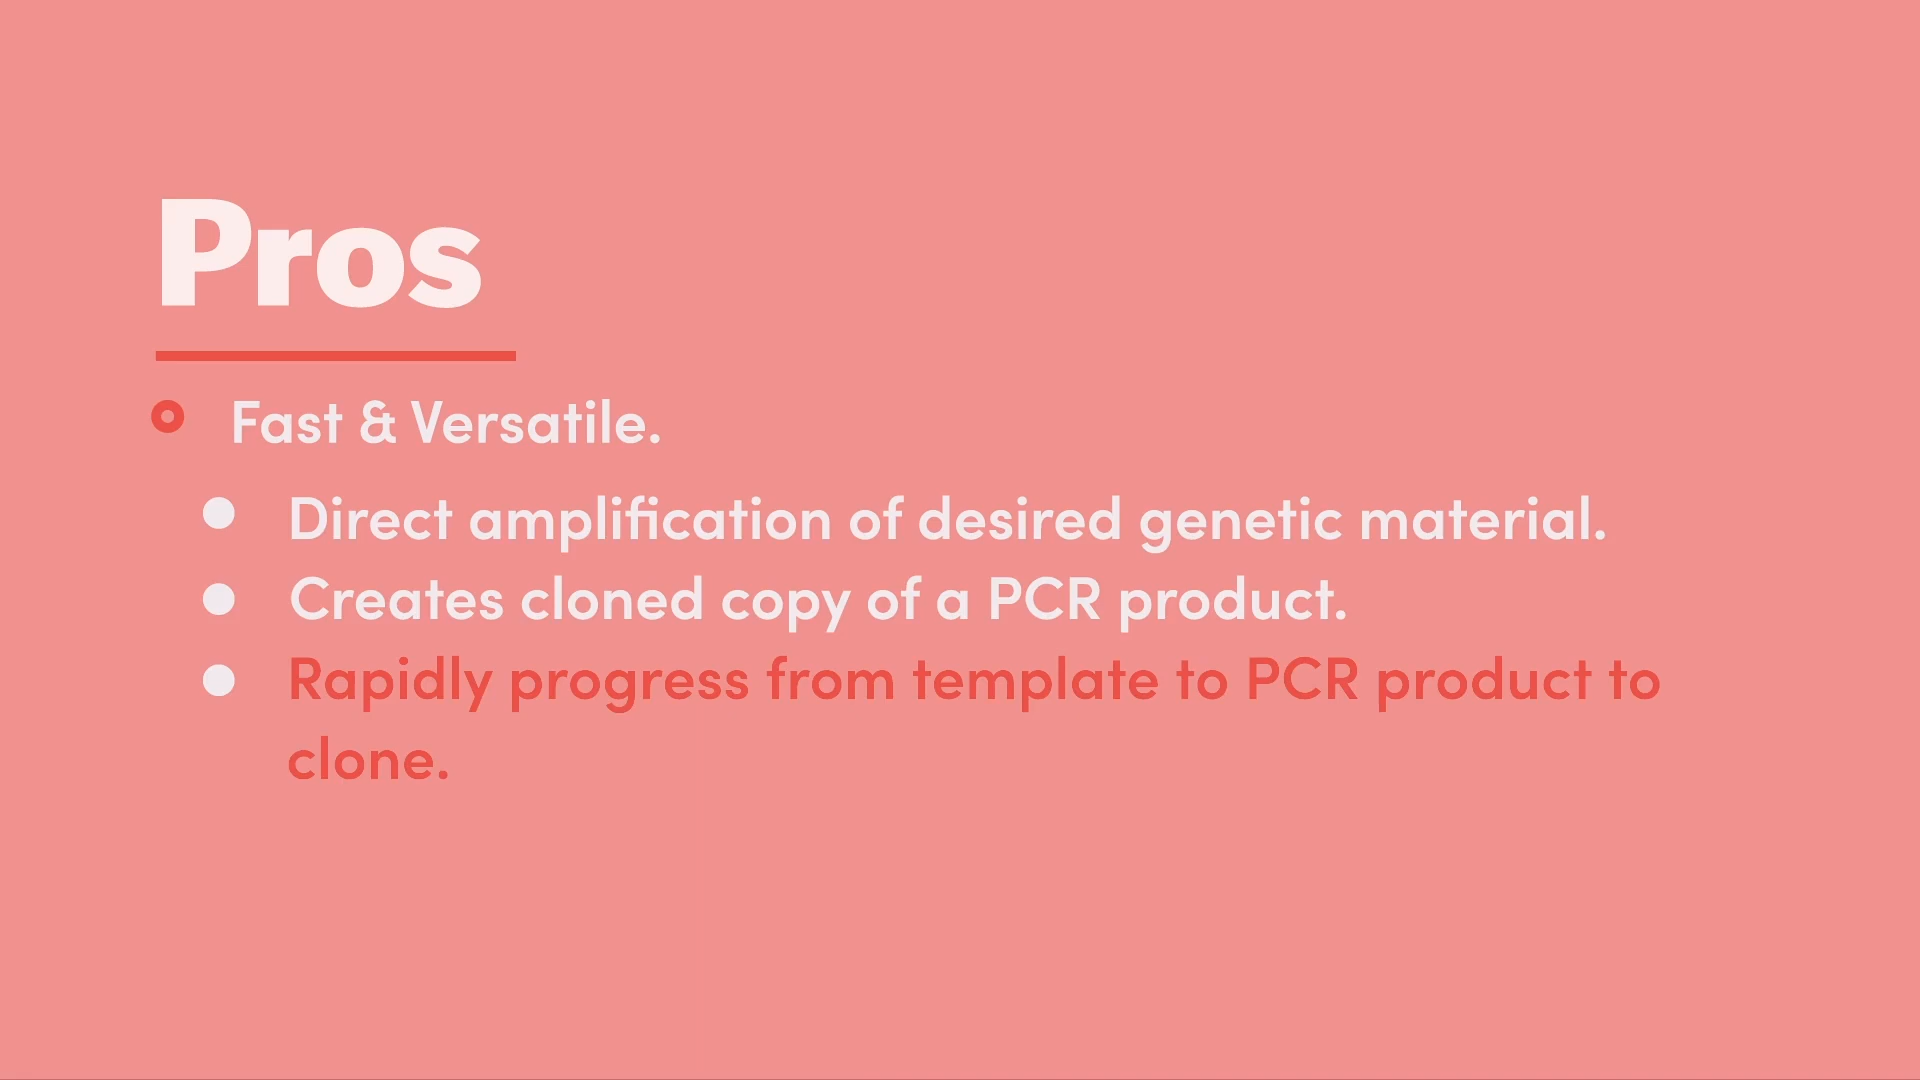 Pros
Fast & Versatile.
Direct amplification of desired genetic material.
Creates cloned copy of a PCR product.
Rapidly progress from template to PCR product to
clone.